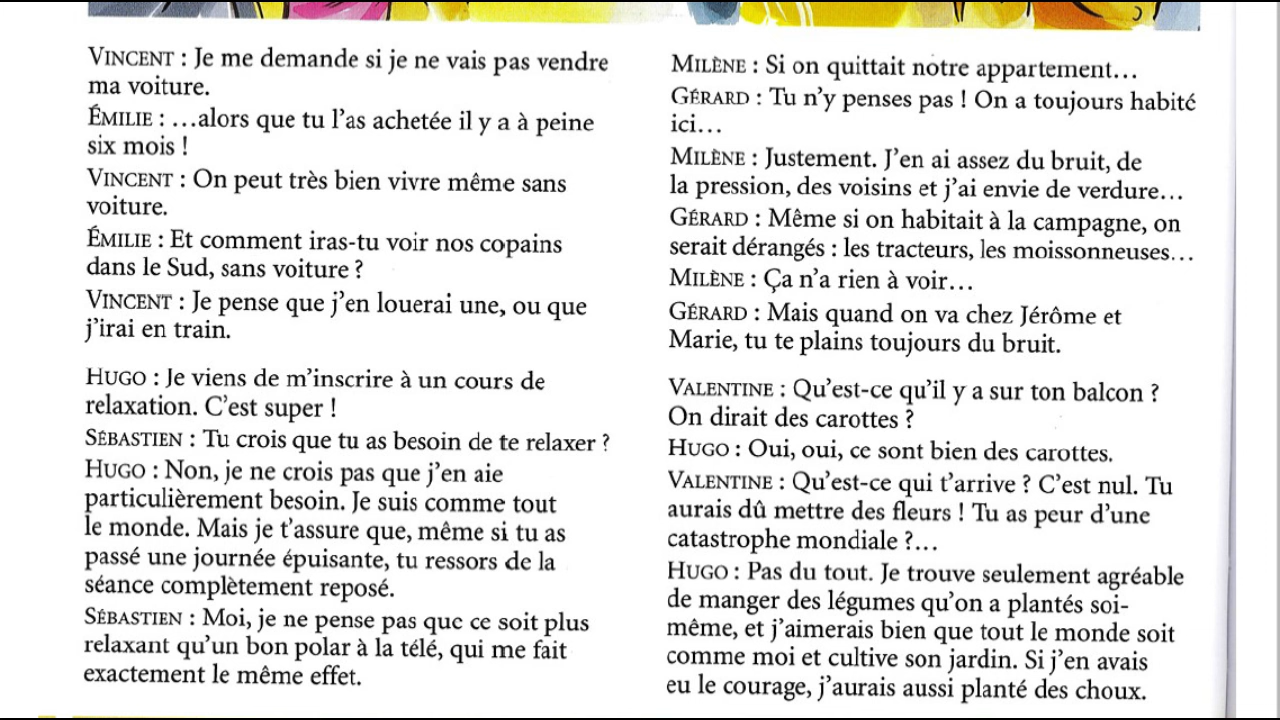 VINCENT : Je me demande si je ne vais pas vendre
ma voiture.
ÉMILIE : …alors que tu l'as achetée il y a à peine
six mois !
VINCENT : On peut très bien vivre même sans
voiture.
ÉMILIE : Et comment iras-tu voir nos copains
dans le Sud, sans voiture ?
VINCENT : Je pense que j'en louerai une, ou que
j'irai en train.
HUGO : Je viens de m'inscrire à un cours de
relaxation. C'est super !
SÉBASTIEN : Tu crois que tu as besoin de te relaxer ?
HUGO : Non, je ne crois pas que j'en aie
particulièrement besoin. Je suis comme tout
le monde. Mais je t'assure que, même si tu as
passé une journée épuisante, tu ressors de la
séance complètement reposé.
SÉBASTIEN : Moi, je ne pense pas que ce soit plus
relaxant qu'un bon polar à la télé, qui me fait
exactement le même effet.
MILÈNE : Si on quittait notre appartement…
GÉRARD : Tu n'y penses pas ! On a toujours habité
ici…
MILÈNE : Justement. J'en ai assez du bruit, de
la pression, des voisins et j'ai envie de verdure…
GÉRARD : Même si on habitait à la campagne, on
serait dérangés : les tracteurs, les moissonneuses…
MILÈNE : Ça n'a rien à voir…
GÉRARD : Mais quand on va chez Jérôme et
Marie, tu te plains toujours du bruit.
VALENTINE : Qu'est-ce qu'il y a sur ton balcon ?
On dirait des carottes ?
HUGO : Oui, oui, ce sont bien des carottes.
VALENTINE : Qu'est-ce qui t'arrive ? C'est nul. Tu
aurais dû mettre des fleurs ! Tu as peur d'une
catastrophe mondiale ?…
HUGO : Pas du tout. Je trouve seulement agréable
de manger des légumes qu'on a plantés soi-
même, et j'aimerais bien que tout le monde soit
comme moi et cultive son jardin. Si j'en avais
eu le courage, j'aurais aussi planté des choux.